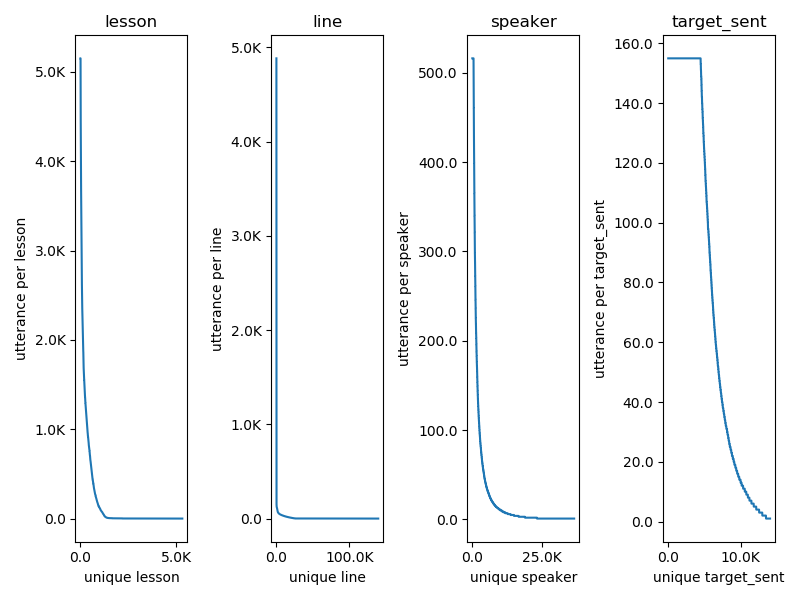 lesson
utterance per lesson
5.0K
4.0K
3.0K
2.0K
1.0K
0.0
0.0 5.0K
unique lesson
line
utterance per line
5.0K
4.0K
3.0K
2.0K
1.0K
0.0
0.0 100.0K
unique line
speaker
utterance per speaker
500.0
400.0
300.0
200.0
100.0
0.0
0.0 25.0K
unique speaker
target_sent
utterance per target_sent
160.0
140.0
120.0
100.0
80.0
60.0
40.0
20.0
0.0
0.0 10.0K
unique target_sent